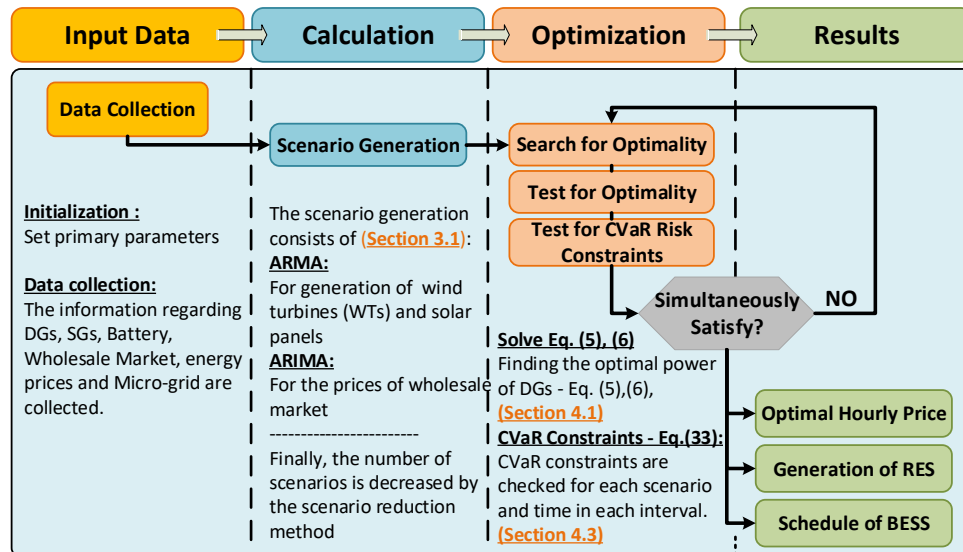 Input Data
Calculation
Optimization
Results
Data Collection
Initialization :
Set primary parameters
Data collection:
The information regarding
DGs, SGs, Battery,
Wholesale Market, energy
prices and Micro-grid are
collected.
Scenario Generation
The scenario generation
consists of (Section 3.1):
ARMA:
For generation of wind
turbines (WTs) and solar
panels
ARIMA:
For the prices of wholesale
market
------------------------
Finally, the number of
scenarios is decreased by
the scenario reduction
method
Search for Optimality
Test for Optimality
Test for CVaR Risk
Constraints
Simultaneously
Satisfy?
NO
Solve Eq. (5), (6)
Finding the optimal power
of DGs - Eq. (5),(6),
(Section 4.1)
CVaR Constraints - Eq.(33):
CVaR constraints are
checked for each scenario
and time in each interval.
(Section 4.3)
Optimal Hourly Price
Generation of RES
Schedule of BESS